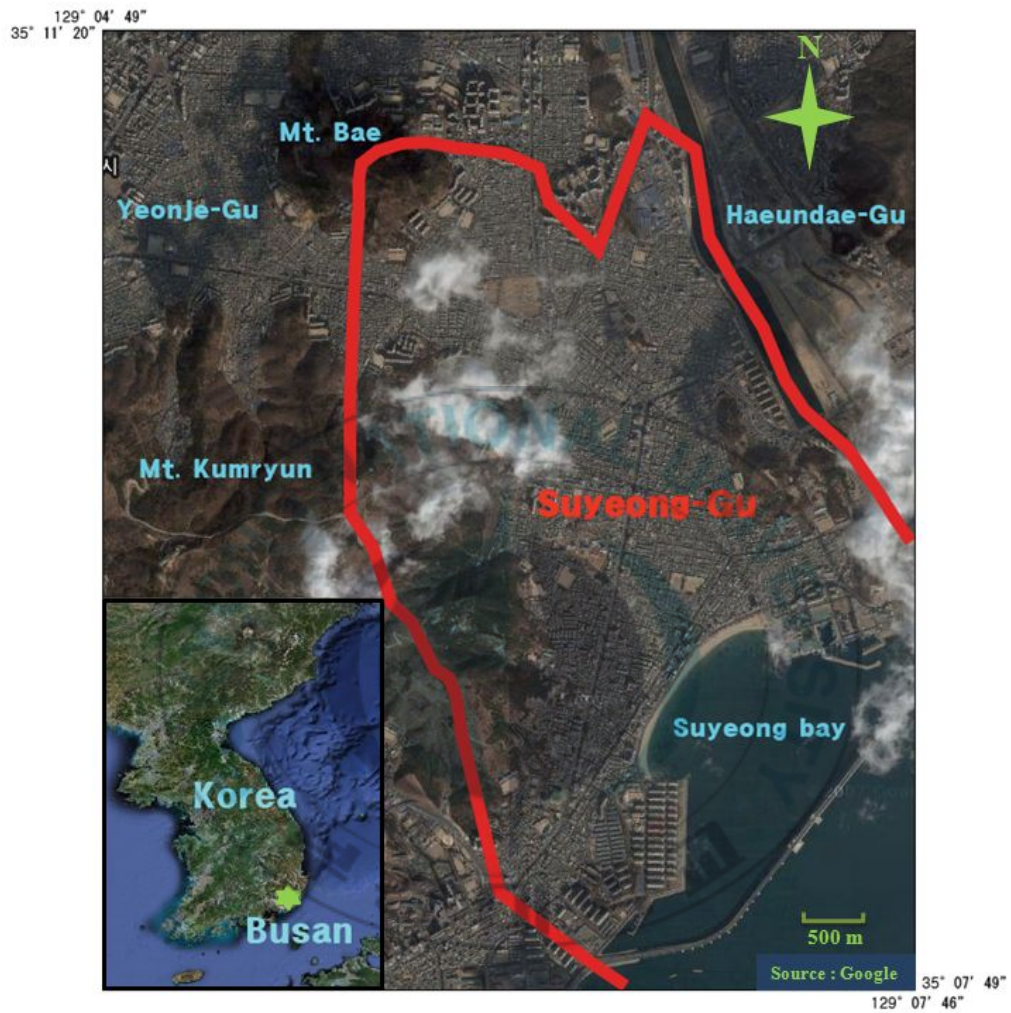 129° 04′ 49″
35° 11′ 20″
N
Mt. Bae
시
Yeonje-Gu
Haeundae-Gu
Mt. Kumryun
Suyeong-Gu
Suyeong bay
Korea
Busan
500 m
Source : Google
35° 07′ 49″
129° 07′ 46″